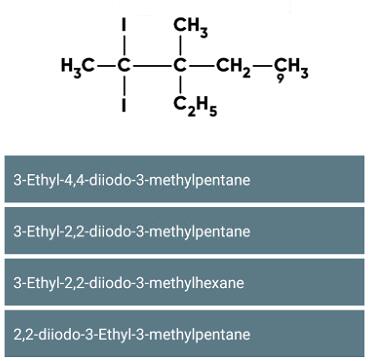 I CH₃
H₃C—C—C—CH₂—CH₃
9
I C₂H₅
3-Ethyl-4,4-diiodo-3-methylpentane
3-Ethyl-2,2-diiodo-3-methylpentane
3-Ethyl-2,2-diiodo-3-methylhexane
2,2-diiodo-3-Ethyl-3-methylpentane